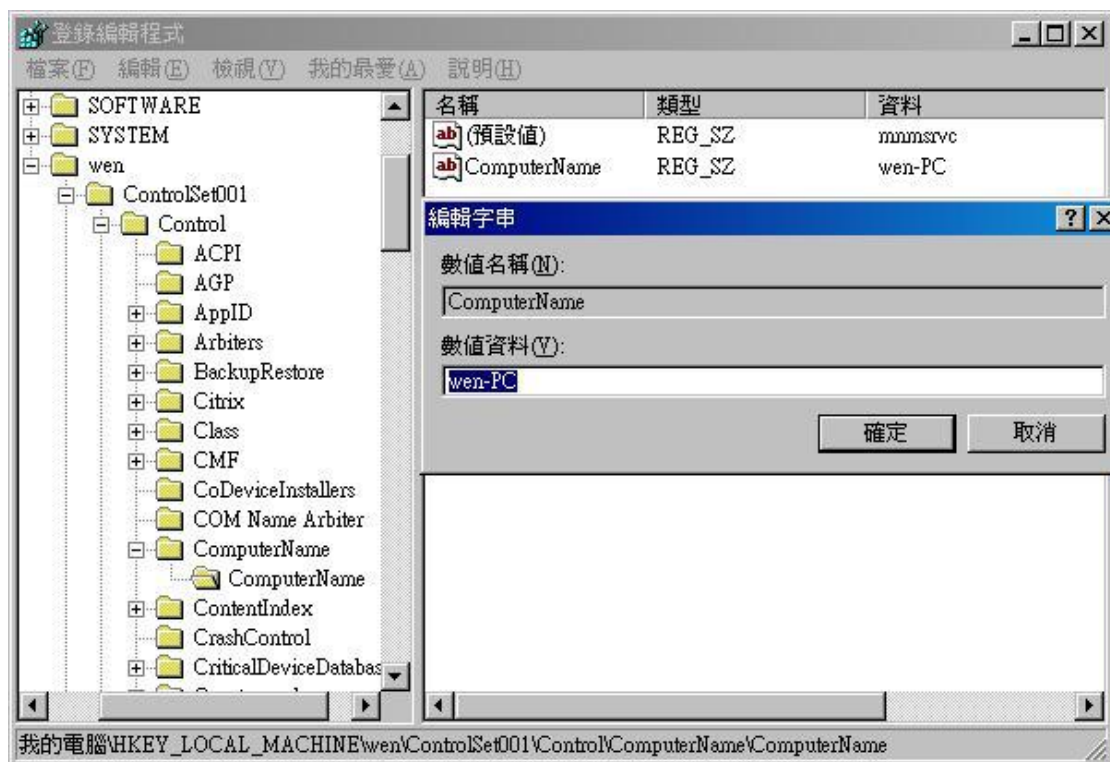 登錄編輯程式
檔案(F) 編輯(E) 檢視(V) 我的最愛(A) 說明(H)
SOFTWARE
SYSTEM
wen
ControlSet001
Control
ACPI
AGP
AppID
Arbiters
BackupRestore
Citrix
Class
CMF
CoDeviceInstallers
COM Name Arbiter
ComputerName
ComputerName
ContentIndex
CrashControl
CriticalDeviceDatabas
名稱 類型 資料
ab (預設值) REG_SZ mnmsrvc
ab ComputerName REG_SZ wen-PC
編輯字串
數值名稱(N):
ComputerName
數值資料(V):
wen-PC
確定 取消
我的電腦\HKEY_LOCAL_MACHINE\wen\ControlSet001\Control\ComputerName\ComputerName